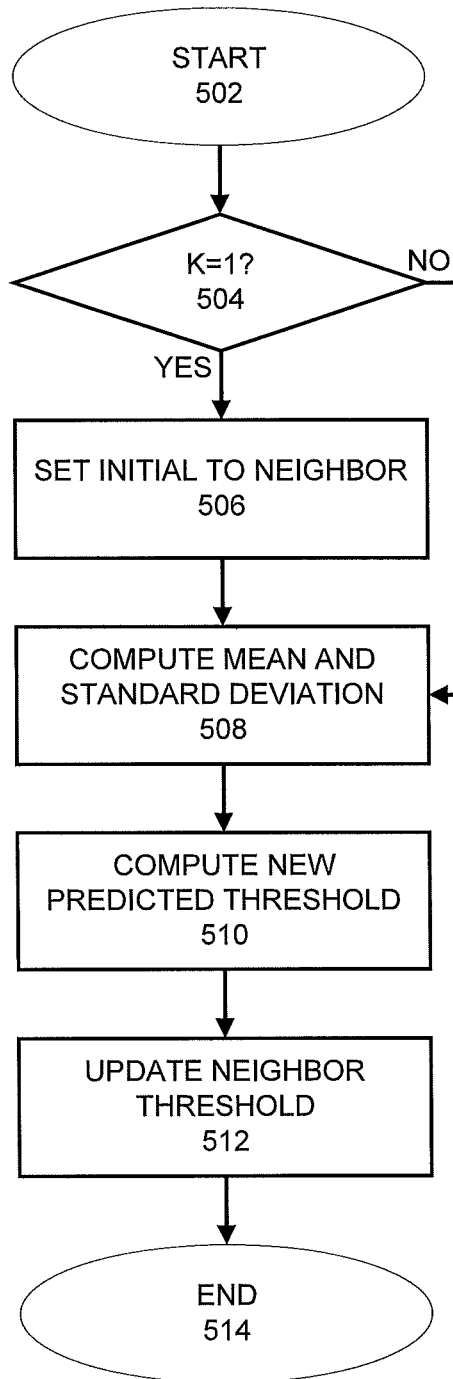 START
502
K=1?
504
NO
YES
SET INITIAL TO NEIGHBOR
506
COMPUTE MEAN AND
STANDARD DEVIATION
508
COMPUTE NEW
PREDICTED THRESHOLD
510
UPDATE NEIGHBOR
THRESHOLD
512
END
514